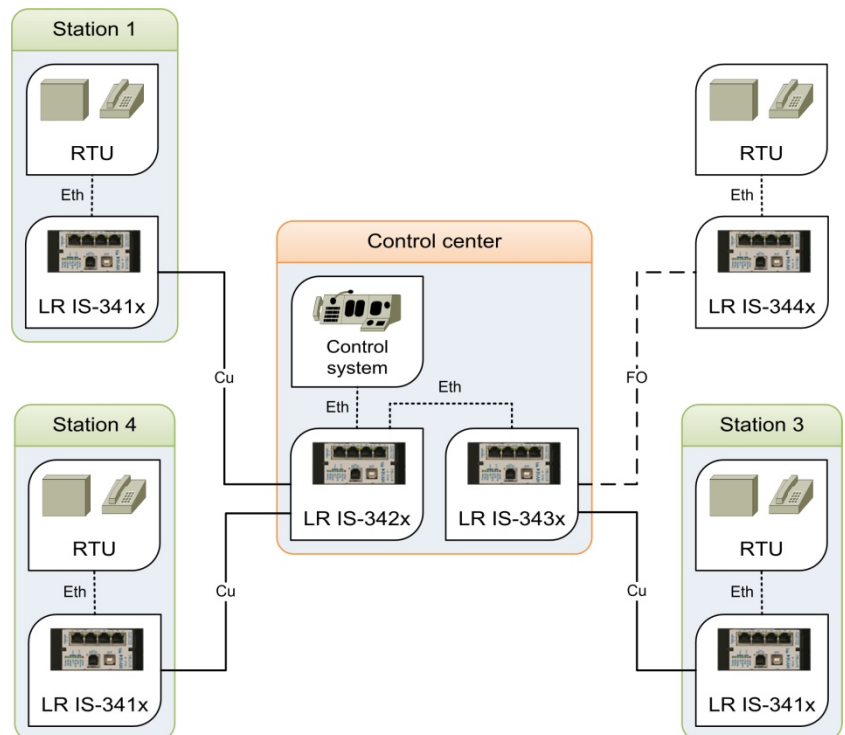 Station 1
RTU
Eth
LR IS-341x
RTU
Eth
LR IS-344x
Control center
Control
system
Eth
Eth
LR IS-342x
LR IS-343x
Cu
FO
Station 4
RTU
Eth
LR IS-341x
Cu
Station 3
RTU
Eth
LR IS-341x
Cu